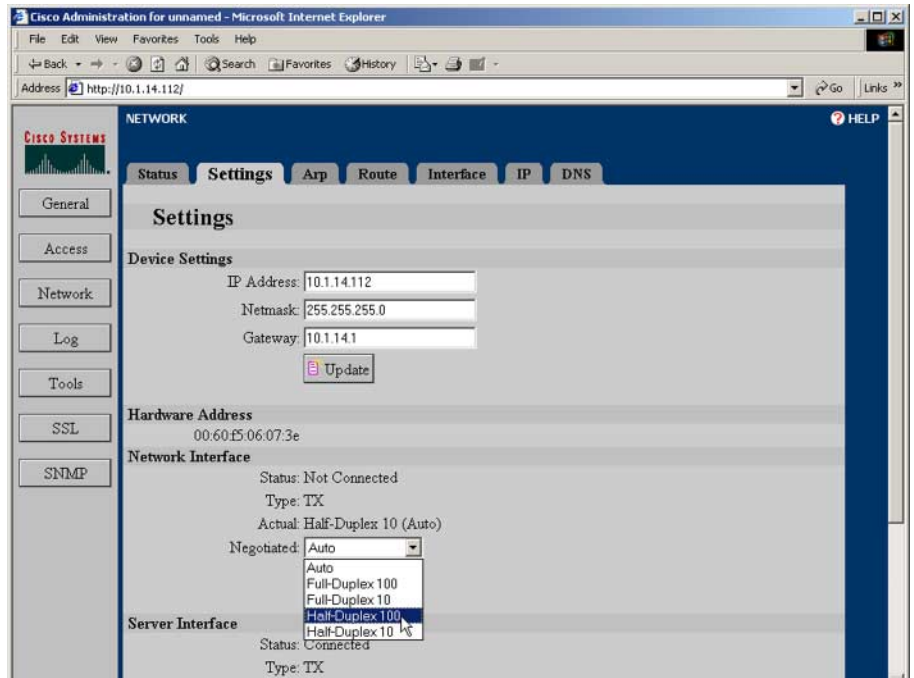 Cisco Administration for unnamed - Microsoft Internet Explorer
File Edit View Favorites Tools Help
Back Search Favorites History
Address http://10.1.14.112/ Go Links »
CISCO SYSTEMS
NETWORK ? HELP
Status Settings Arp Route Interface IP DNS
General
Access
Network
Log
Tools
SSL
SNMP
Settings
Device Settings
IP Address: 10.1.14.112
Netmask: 255.255.255.0
Gateway: 10.1.14.1
Update
Hardware Address
00:60:f5:06:07:3e
Network Interface
Status: Not Connected
Type: TX
Actual: Half-Duplex 10 (Auto)
Negotiated: Auto
Auto
Full-Duplex 100
Full-Duplex 10
Half-Duplex 100
Half-Duplex 10
Server Interface
Status: Connected
Type: TX